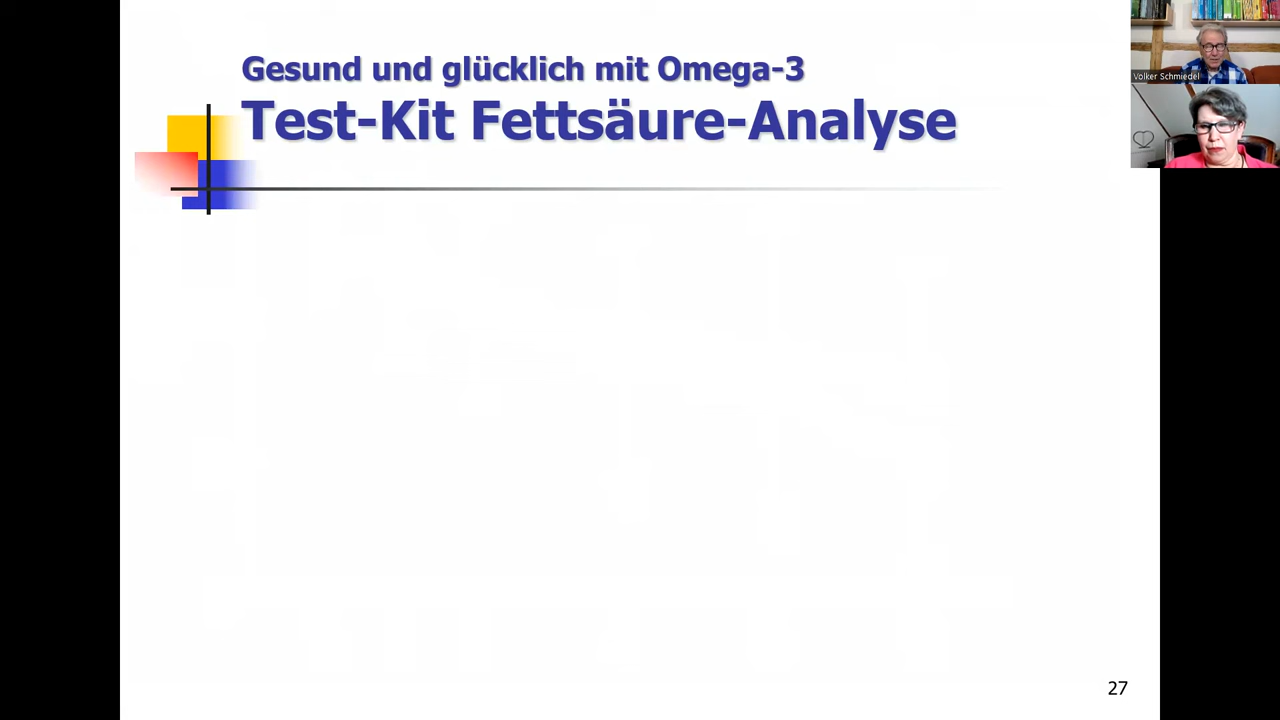 Gesund und glücklich mit Omega-3
Test-Kit Fettsäure-Analyse
Volker Schmiedel
27